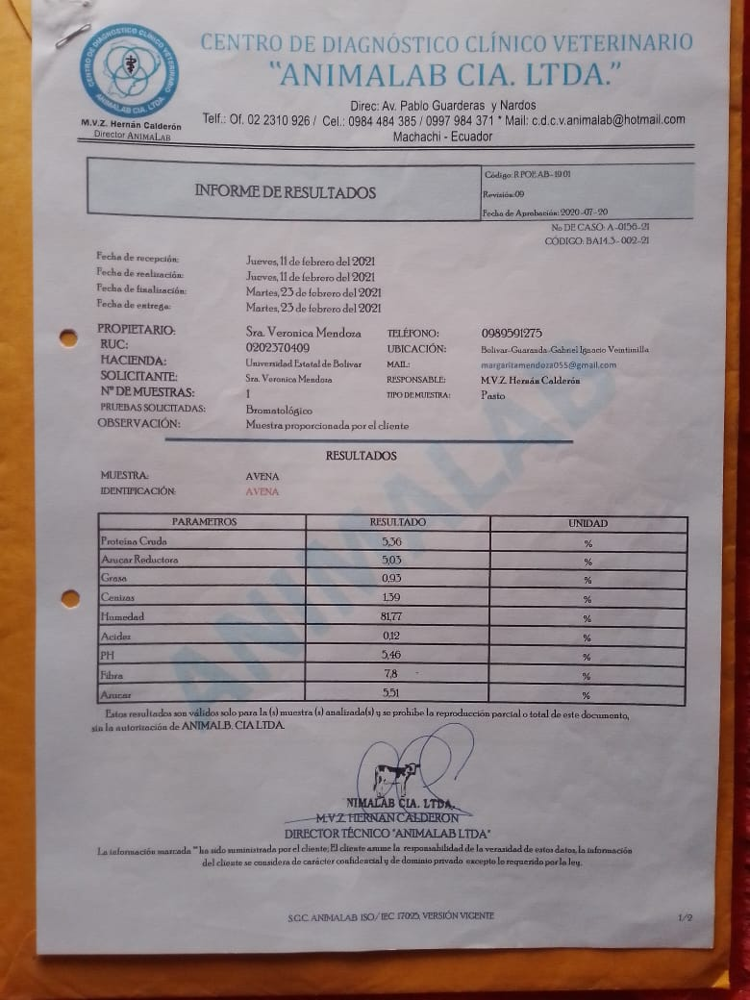 CENTRO DE DIAGNÓSTICO CLÍNICO VETERINARIO
ANIMALAB CIA. LTDA.
M.V.Z. Hernán Calderón
Director ANIMALAB
CENTRO DE DIAGNÓSTICO CLÍNICO VETERINARIO
"ANIMALAB CIA. LTDA."
Direc: Av. Pablo Guarderas y Nardos
Telf.: Of. 02 2310 926 / Cel.: 0984 484 385 / 0997 984 371 * Mail: c.d.c.v.animalab@hotmail.com
Machachi - Ecuador
INFORME DE RESULTADOS
Código: RPOEAB-19 01
Revisión:09
Fecha de Aprobación: 2020-07-20
No DE CASO: A-0156-21
CÓDIGO: BA14.3-002-21
Fecha de recepción: Jueves, 11 de febrero del 2021
Fecha de realización: Jueves, 11 de febrero del 2021
Fecha de finalización: Martes, 23 de febrero del 2021
Fecha de entrega: Martes, 23 de febrero del 2021
PROPIETARIO: Sra. Veronica Mendoza TELÉFONO: 0989591275
RUC: 0202370409 UBICACIÓN: Bolivar-Guaranda-Gabriel Ignacio Veintimilla
HACIENDA: Universidad Estatal de Bolivar MAIL: margaritamendoza055@gmail.com
SOLICITANTE: Sra. Veronica Mendoza RESPONSABLE: M.V.Z. Hernán Calderón
Nº DE MUESTRAS: 1 TIPO DE MUESTRA: Pasto
PRUEBAS SOLICITADAS: Bromatológico
OBSERVACIÓN: Muestra proporcionada por el cliente
RESULTADOS
MUESTRA: AVENA
IDENTIFICACIÓN: AVENA
PARAMETROS RESULTADO UNIDAD
Proteina Cruda 5,36 %
Azucar Reductora 5,03 %
Grasa 0,93 %
Cenizas 1,39 %
Humedad 81,77 %
Acidez 0,12 %
PH 5,46 %
Fibra 7,8 %
Azucar 5,51 %
Estos resultados son válidos solo para la (s) muestra (s) analizada(s) y se prohibe la reproducción parcial o total de este documento,
sin la autorización de ANIMALB. CIA LTDA.
NIMALAB CIA. LTDA.
M.V.Z. HERNAN CALDERON
DIRECTOR TÉCNICO "ANIMALAB LTDA"
La información marcada "" ha sido suministrada por el cliente; El cliente asume la responsabilidad de la verasidad de estos datos, la información
del cliente se considera de carácter confidencial y de dominio privado excepto lo requerido por la ley.
S.G.C. ANIMALAB ISO/ IEC 17025, VERSIÓN VIGENTE
1/2
ANIMALAB